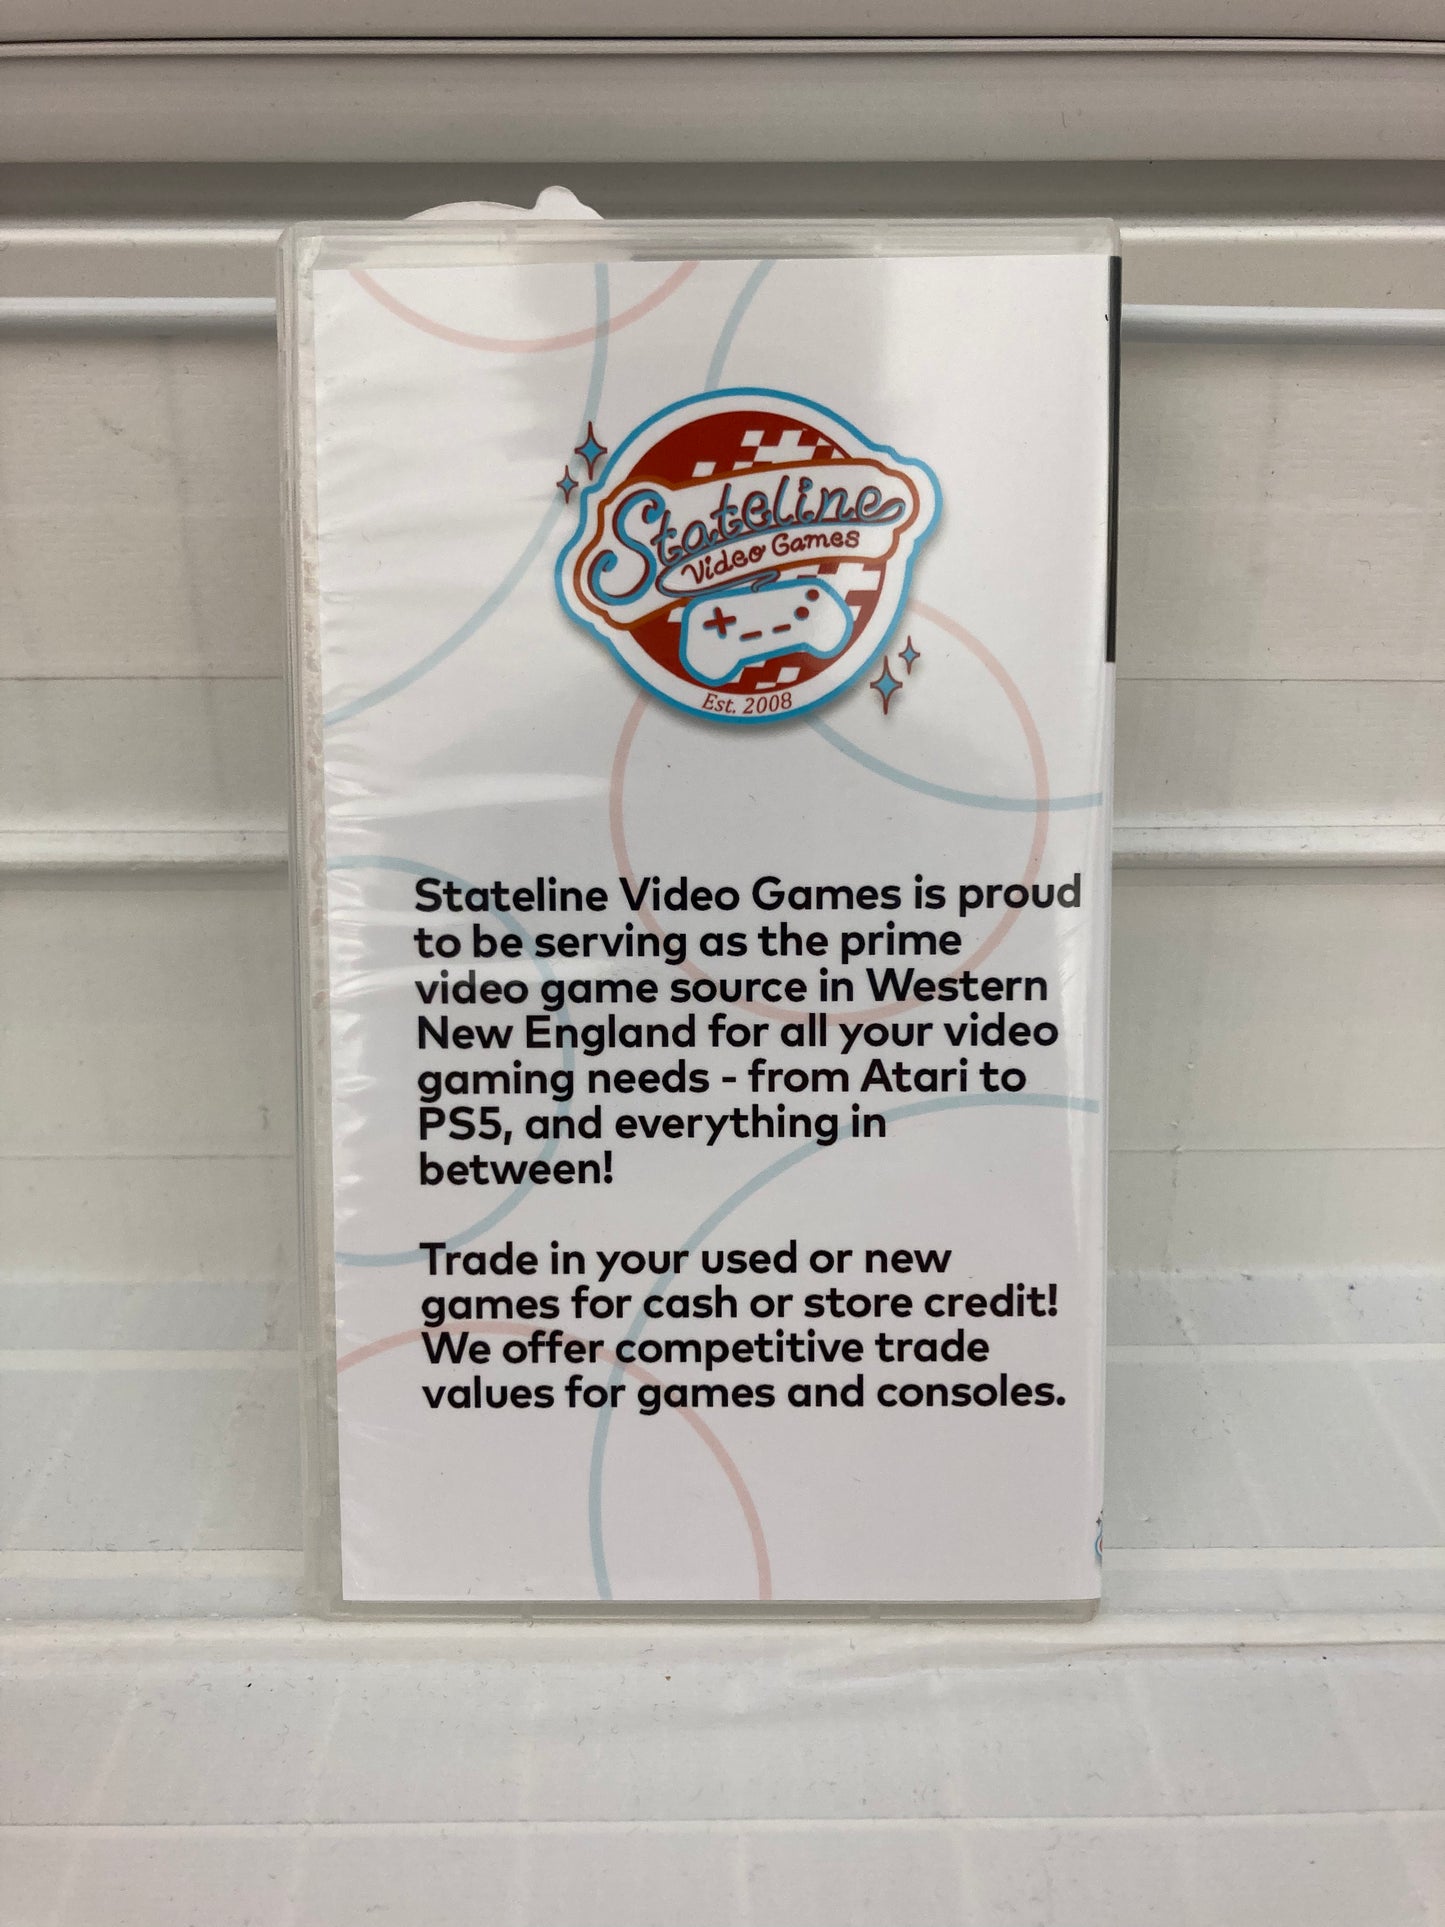 Stateline
Video Games
Est. 2008
Stateline Video Games is proud
to be serving as the prime
video game source in Western
New England for all your video
gaming needs - from Atari to
PS5, and everything in
between!
Trade in your used or new
games for cash or store credit!
We offer competitive trade
values for games and consoles.